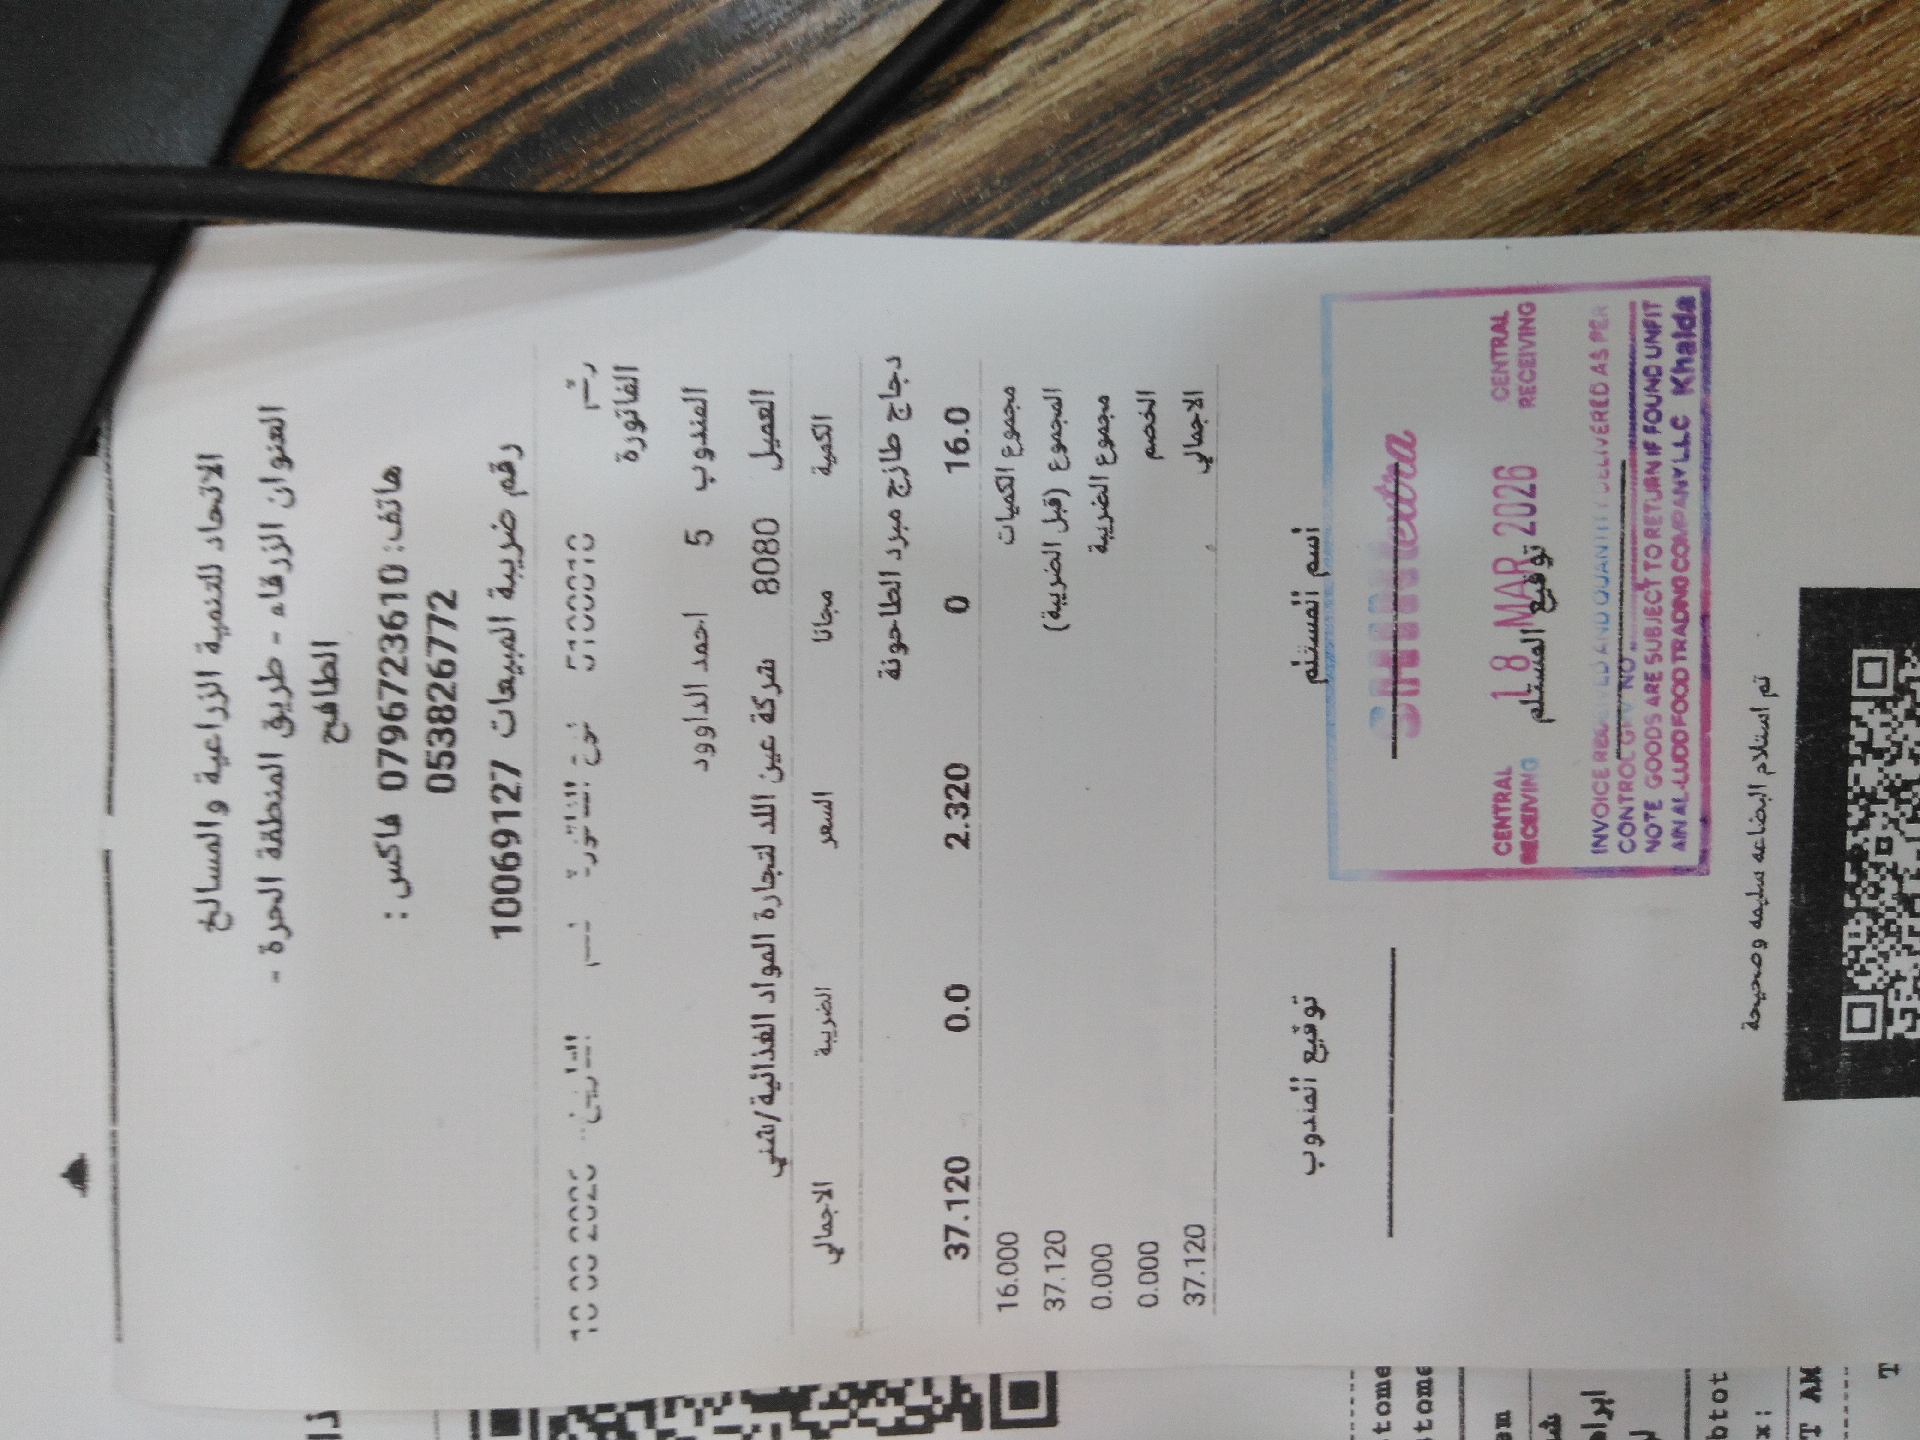 الاتحاد للتنمية الزراعية والمسالخ
العنوان الزرقاء - طريق المنطقة الحرة -
الطافح
هاتف: 0796723610 فاكس :
0538826772
رقم ضريبة المبيعات 10069127
الفاتورة
المندوب 5 احمد الداوود
العميل 8080 شركة عين اللد لتجارة المواد الغذائية/شني
الكمية مجانا السعر الضريبة الاجمالي
دجاج طازج مبرد الطاحونة
16.0 0 2.320 0.0 37.120
مجموع الكميات 16.000
المجموع (قبل الضريبة) 37.120
مجموع الضريبة 0.000
الخصم 0.000
الاجمالي 37.120
اسم المستلم توقيع المندوب
extra
CENTRAL RECEIVING 18 MAR 2026 CENTRAL RECEIVING
توقيع المستلم
INVOICE AND QUANTITY DELIVERED AS PER
CONTROL NO
NOTE GOODS ARE SUBJECT TO RETURN IF FOUND UNFIT
AIN AL-LUDD FOOD TRADING COMPANY LLC Khalda
تم استلام البضاعه سليمه وصحيحة